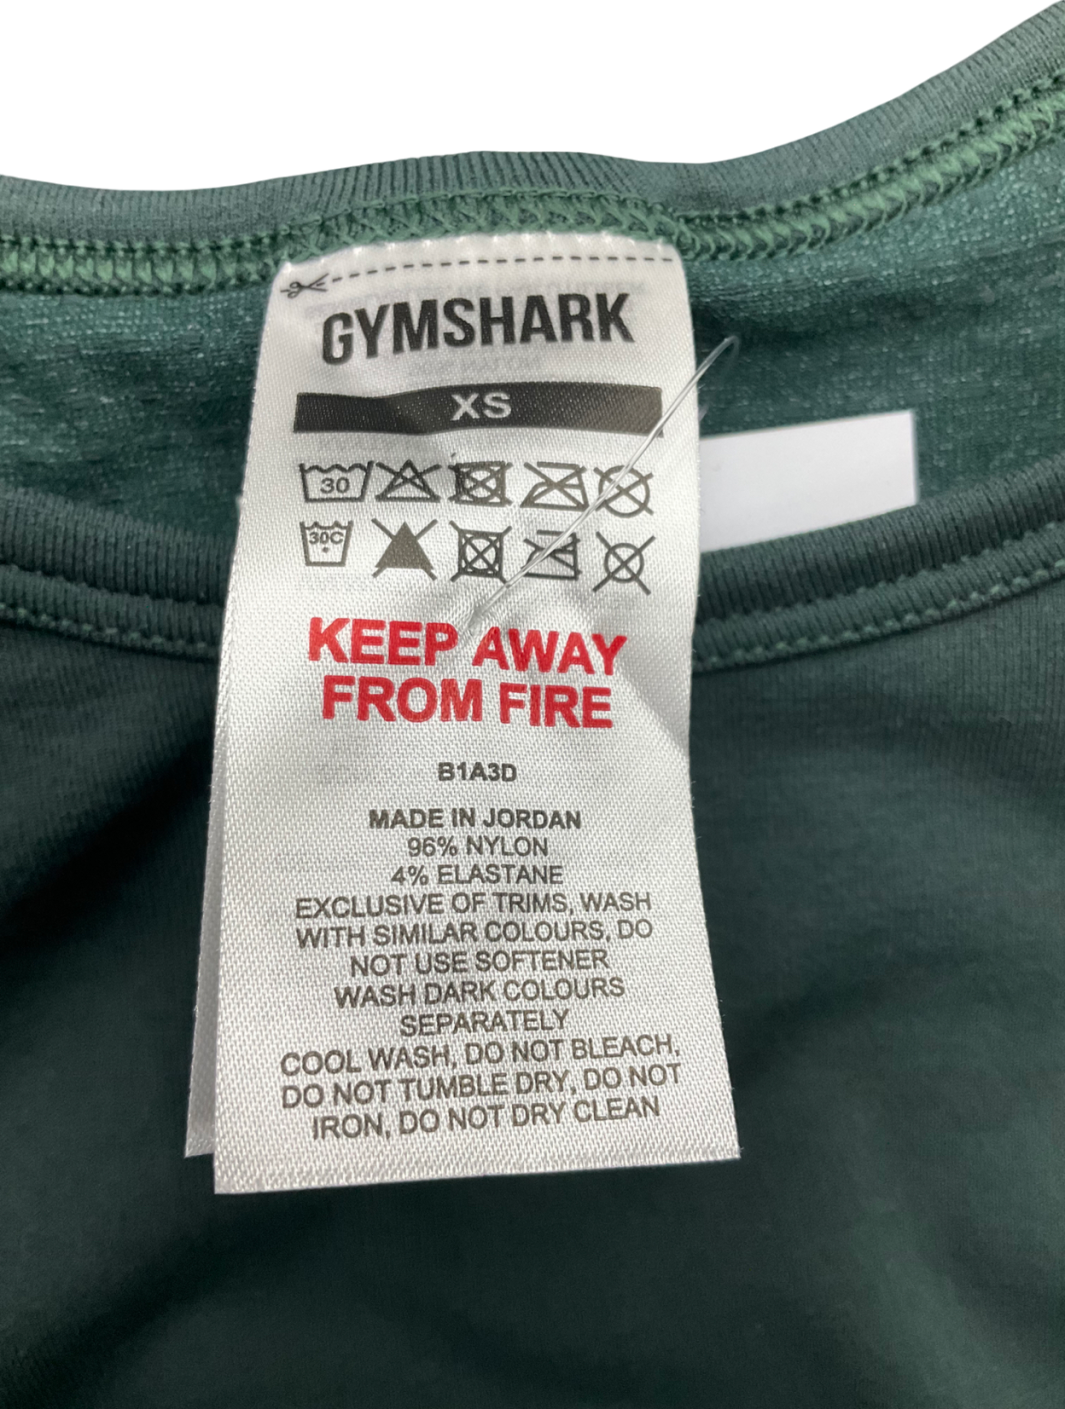 GYMSHARK
XS
30
30C
KEEP AWAY
FROM FIRE
B1A3D
MADE IN JORDAN
96% NYLON
4% ELASTANE
EXCLUSIVE OF TRIMS, WASH
WITH SIMILAR COLOURS, DO
NOT USE SOFTENER
WASH DARK COLOURS
SEPARATELY
COOL WASH, DO NOT BLEACH,
DO NOT TUMBLE DRY, DO NOT
IRON, DO NOT DRY CLEAN